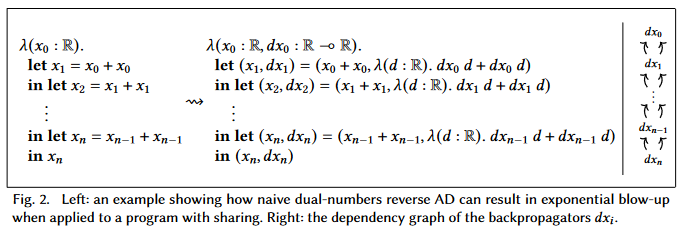 λ(x₀ : ℝ).
let x₁ = x₀ + x₀
in let x₂ = x₁ + x₁
⋮
in let xₙ = xₙ₋₁ + xₙ₋₁
in xₙ
⇝
λ(x₀ : ℝ, dx₀ : ℝ ⊸ ℝ).
let (x₁, dx₁) = (x₀ + x₀, λ(d : ℝ). dx₀ d + dx₀ d)
in let (x₂, dx₂) = (x₁ + x₁, λ(d : ℝ). dx₁ d + dx₁ d)
⋮
in let (xₙ, dxₙ) = (xₙ₋₁ + xₙ₋₁, λ(d : ℝ). dxₙ₋₁ d + dxₙ₋₁ d)
in (xₙ, dxₙ)
dx₀
dx₁
⋮
dxₙ₋₁
dxₙ
Fig. 2. Left: an example showing how naive dual-numbers reverse AD can result in exponential blow-up
when applied to a program with sharing. Right: the dependency graph of the backpropagators dxᵢ.